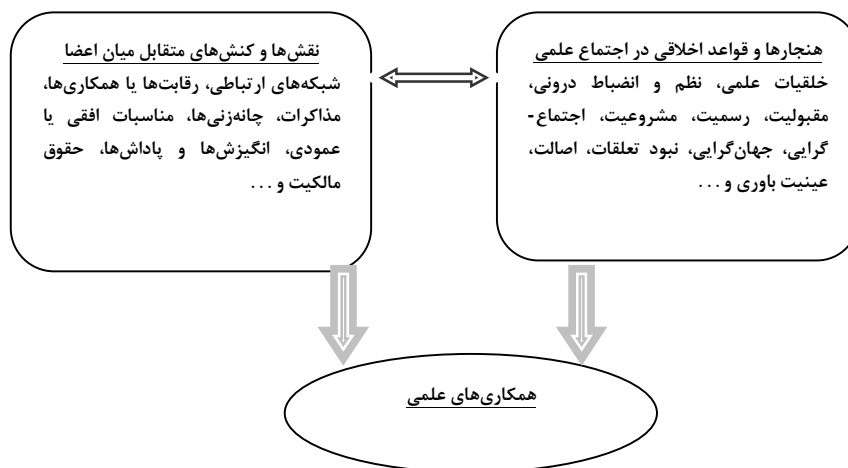 هنجارها و قواعد اخلاقی در اجتماع علمی
خلقیات علمی، نظم و انضباط درونی،
مقبولیت، رسمیت، مشروعیت، اجتماع-
گرایی، جهان‌گرایی، نبود تعلقات، اصالت،
عینیت باوری و ...
نقش‌ها و کنش‌های متقابل میان اعضا
شبکه‌های ارتباطی، رقابت‌ها یا همکاری‌ها،
مذاکرات، چانه‌زنی‌ها، مناسبات افقی یا
عمودی، انگیزش‌ها و پاداش‌ها، حقوق
مالکیت و ...
همکاری‌های علمی